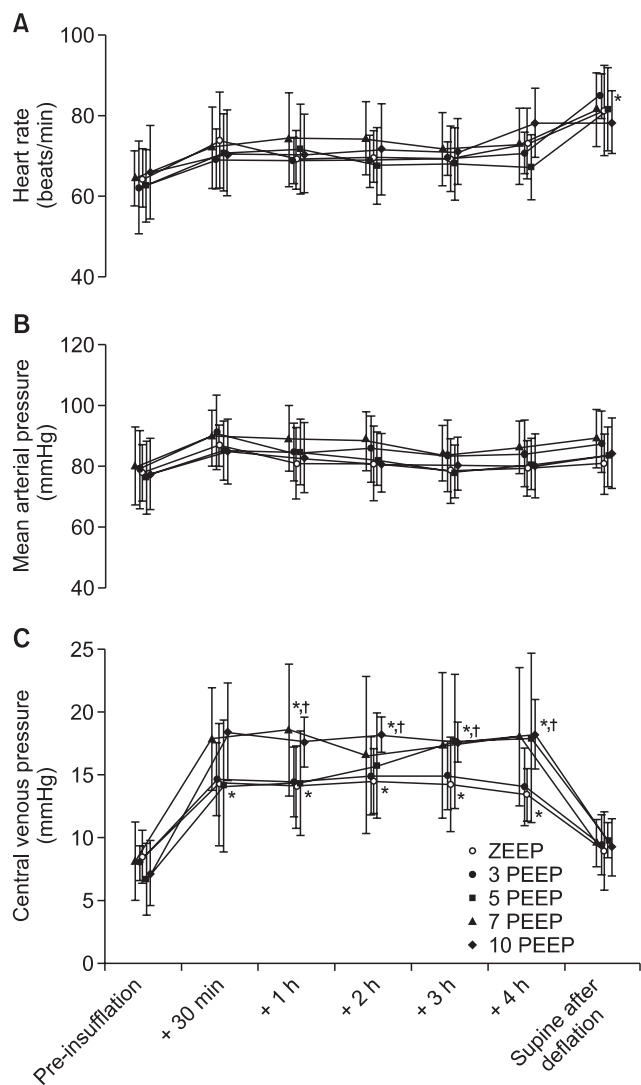 A
Heart rate
(beats/min)
100
80
60
40
*
B
Mean arterial pressure
(mmHg)
120
100
80
60
40
C
Central venous pressure
(mmHg)
25
20
15
10
5
0
*,†
*,†
*,†
*,†
*
*
*
*
*
ZEEP
3 PEEP
5 PEEP
7 PEEP
10 PEEP
Pre-insufflation
+ 30 min
+ 1 h
+ 2 h
+ 3 h
+ 4 h
Supine after
deflation